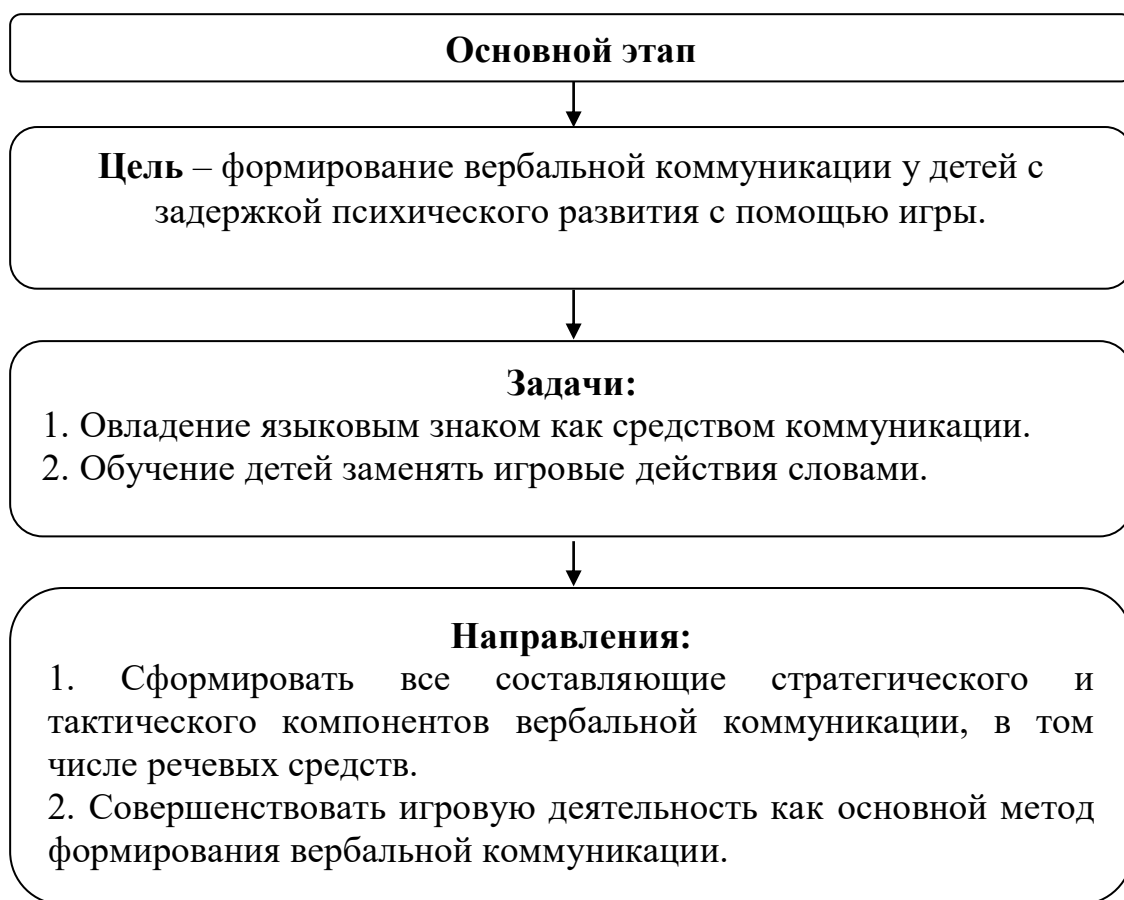 Основной этап
Цель – формирование вербальной коммуникации у детей с
задержкой психического развития с помощью игры.
Задачи:
1. Овладение языковым знаком как средством коммуникации.
2. Обучение детей заменять игровые действия словами.
Направления:
1. Сформировать все составляющие стратегического и
тактического компонентов вербальной коммуникации, в том
числе речевых средств.
2. Совершенствовать игровую деятельность как основной метод
формирования вербальной коммуникации.